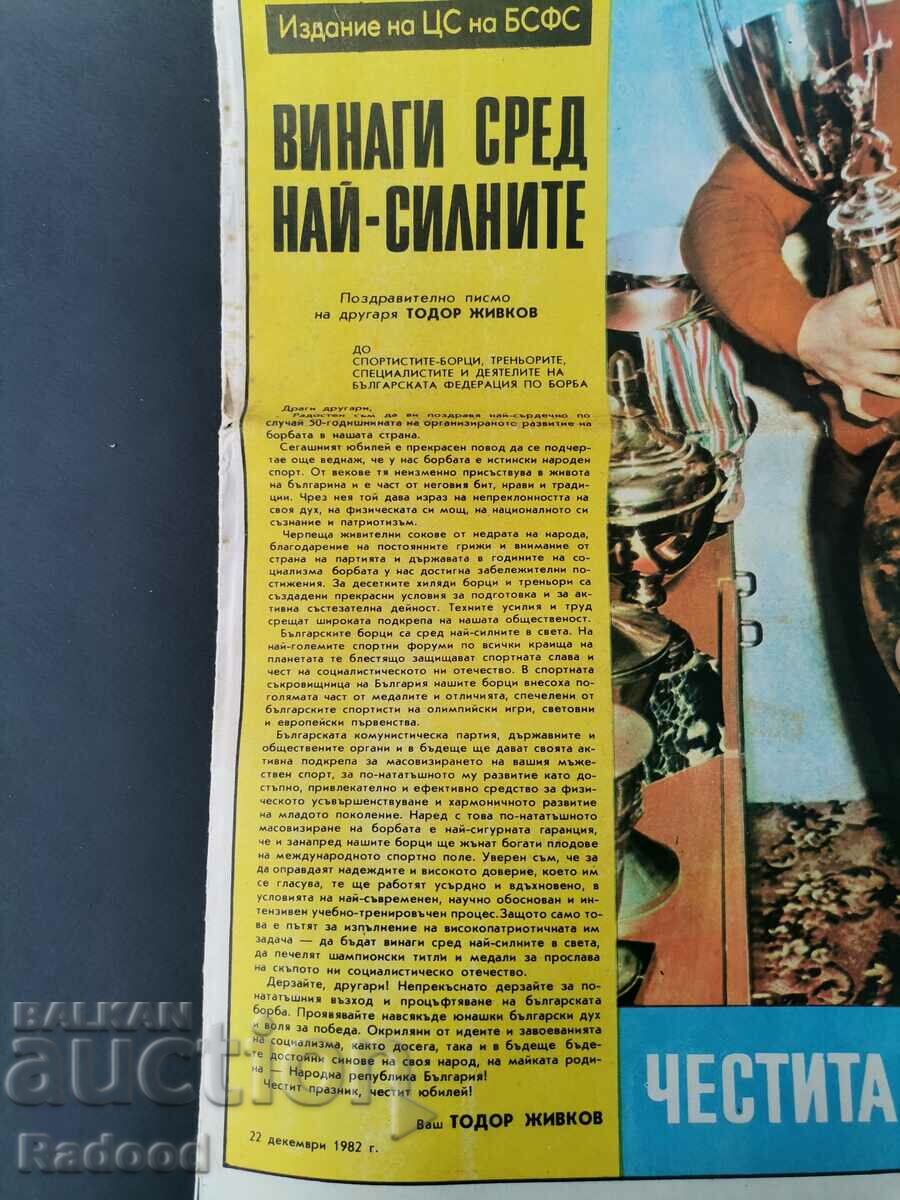 Издание на ЦС на БСФС
ВИНАГИ СРЕД
НАЙ-СИЛНИТЕ
Поздравително писмо
на другаря ТОДОР ЖИВКОВ
ДО
СПОРТИСТИТЕ-БОРЦИ, ТРЕНЬОРИТЕ,
СПЕЦИАЛИСТИТЕ И ДЕЯТЕЛИТЕ НА
БЪЛГАРСКАТА ФЕДЕРАЦИЯ ПО БОРБА
Драги другари,
Радостен съм да ви поздравя най-сърдечно по
случай 50-годишнината на организираното развитие на
борбата в нашата страна.
Сегашният юбилей е прекрасен повод да се подчер-
тае още веднаж, че у нас борбата е истински народен
спорт. От векове тя неизменно присъствува в живота
на българина и е част от неговия бит, нрави и тради-
ции. Чрез нея той дава израз на непреклонността на
своя дух, на физическата си мощ, на националното си
съзнание и патриотизъм.
Черпеща живителни сокове от недрата на народа,
благодарение на постоянните грижи и внимание от
страна на партията и държавата в годините на со-
циализма борбата у нас достигна забележителни по-
стижения. За десетките хиляди борци и треньори са
създадени прекрасни условия за подготовка и за ак-
тивна състезателна дейност. Техните усилия и труд
срещат широката подкрепа на нашата общественост.
Българските борци са сред най-силните в света. На
най-големите спортни форуми по всички краища на
планетата те блестящо защищават спортната слава и
чест на социалистическото ни отечество. В спортната
съкровищница на България нашите борци внесоха по-
голямата част от медалите и отличията, спечелени от
българските спортисти на олимпийски игри, световни
и европейски първенства.
Българската комунистическа партия, държавните и
обществените органи и в бъдеще ще дават своята ак-
тивна подкрепа за масовизирането на вашия мъже-
ствен спорт, за по-нататъшното му развитие като до-
стъпно, привлекателно и ефективно средство за физи-
ческото усъвършенствуване и хармоничното развитие
на младото поколение. Наред с това по-нататъшното
масовизиране на борбата е най-сигурната гаранция,
че и занапред нашите борци ще жънат богати плодове
на международното спортно поле. Уверен съм, че за
да оправдаят надеждите и високото доверие, което им
се гласува, те ще работят усърдно и вдъхновено, в
условията на най-съвременен, научно обоснован и ин-
тензивен учебно-тренировъчен процес.Защото само то-
ва е пътят за изпълнение на високопатриотичната им
задача — да бъдат винаги сред най-силните в света,
да печелят шампионски титли и медали за прослава
на скъпото ни социалистическо отечество.
Дерзайте, другари! Непрекъснато дерзайте за по-
нататъшния възход и процъфтяване на българската
борба. Проявявайте навсякъде юнашки български дух
и воля за победа. Окриляни от идеите и завоеванията
на социализма, както досега, така и в бъдеще бъде-
те достойни синове на своя народ, на майката роди-
на — Народна република България!
Честит празник, честит юбилей!
Ваш ТОДОР ЖИВКОВ
22 декември 1982 г.
ЧЕСТИТА
BALKAN
auction
Radood